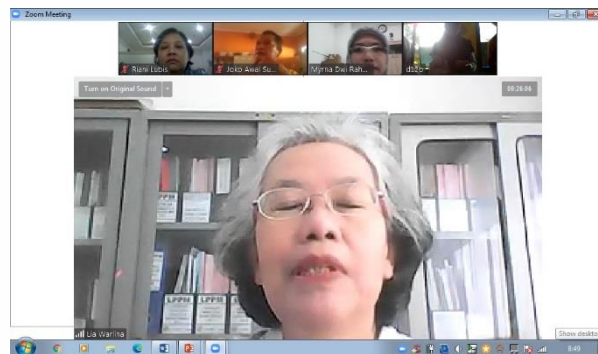 Zoom Meeting
Riani Lubis
Joko Awal Su...
Myrna Dwi Rah...
d12b
Turn on Original Sound
00:26:06
LPPM
LPPM LPPM
Lia Warlina
Show deskto
8:49